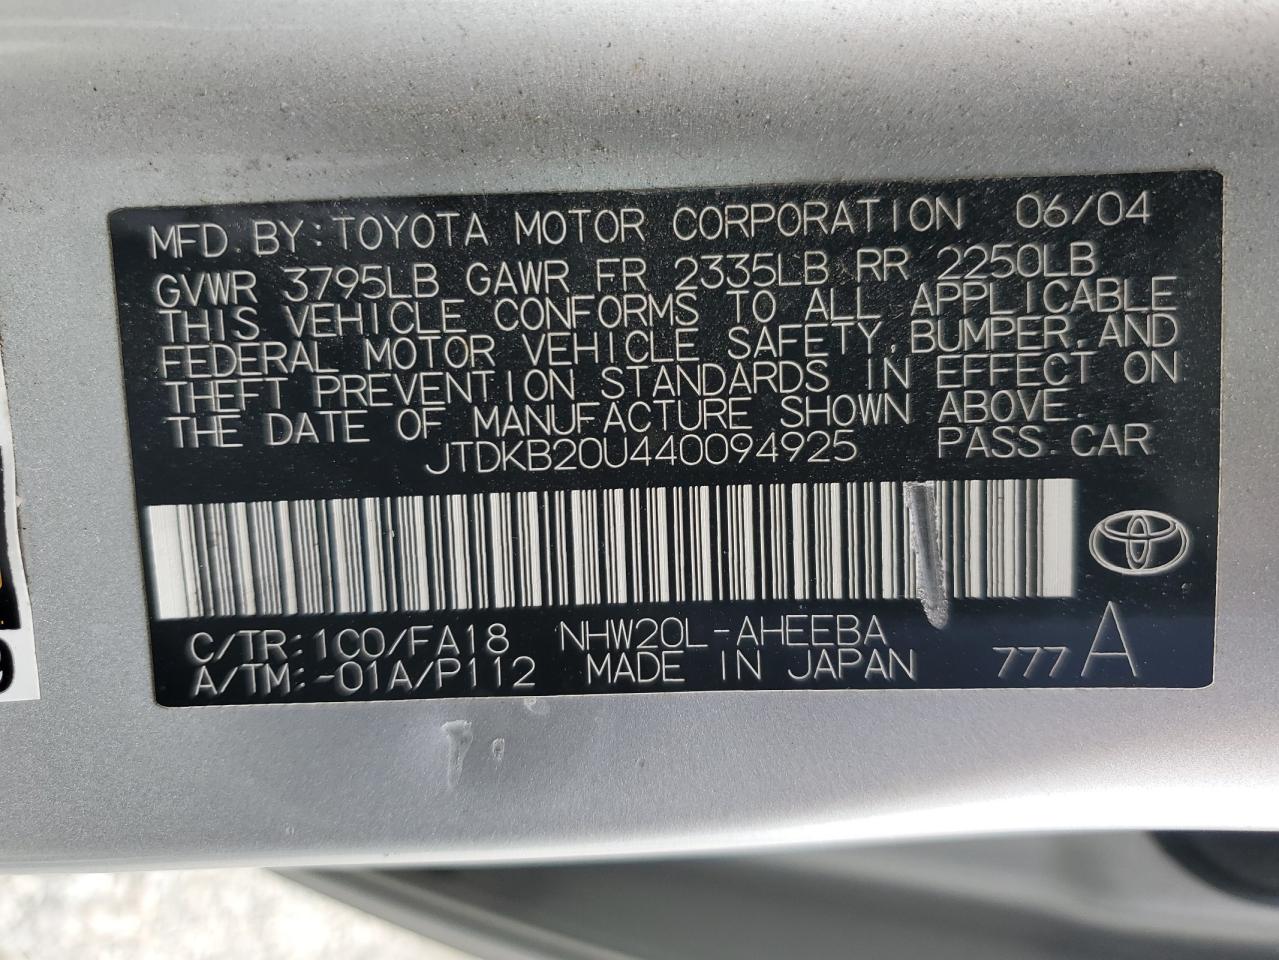 MFD.BY:TOYOTA MOTOR CORPORATION 06/04
GVWR 3795LB GAWR FR 2335LB RR 2250LB
THIS VEHICLE CONFORMS TO ALL APPLICABLE
FEDERAL MOTOR VEHICLE SAFETY,BUMPER,AND
THEFT PREVENTION STANDARDS IN EFFECT ON
THE DATE OF MANUFACTURE SHOWN ABOVE.
JTDKB20U440094925 PASS.CAR
C/TR:1C0/FA18 NHW20L-AHEEBA
A/TM:-01A/P112 MADE IN JAPAN 777 A